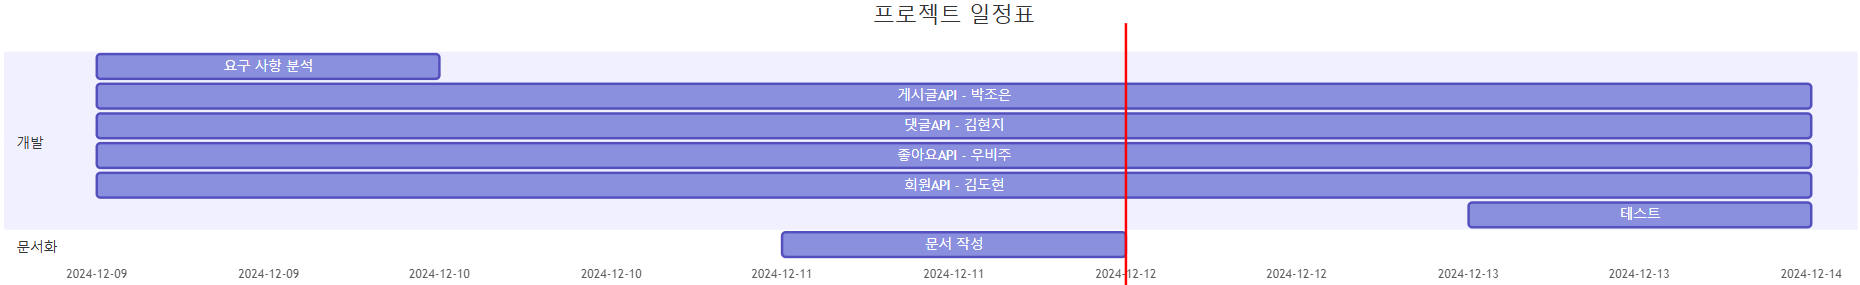 프로젝트 일정표
개발
요구 사항 분석
게시글API - 박조은
댓글API - 김현지
좋아요API - 우비주
회원API - 김도현
테스트
문서화
문서 작성
2024-12-09 2024-12-09 2024-12-10 2024-12-10 2024-12-11 2024-12-11 2024-12-12 2024-12-12 2024-12-13 2024-12-13 2024-12-14